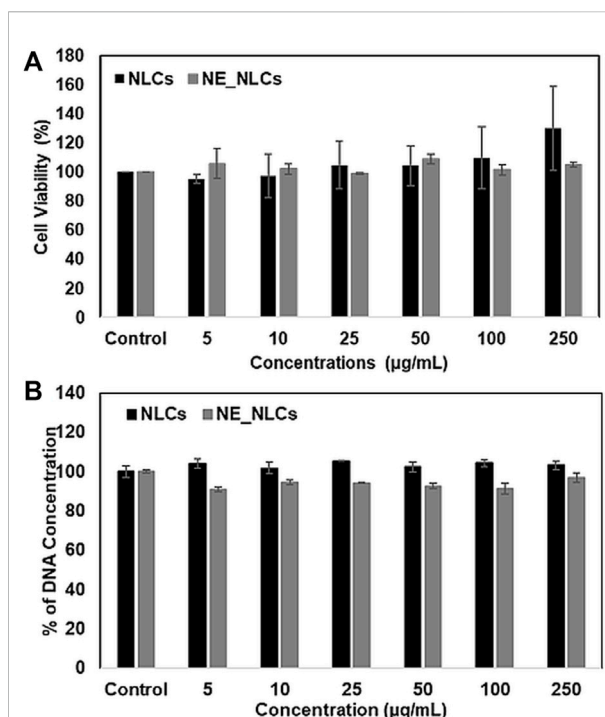 A
180
160
140
120
100
80
60
40
20
0
Cell Viability (%)
NLCs NE_NLCs
Control 5 10 25 50 100 250
Concentrations (µg/mL)
B
140
120
100
80
60
40
20
0
% of DNA Concentration
NLCs NE_NLCs
Control 5 10 25 50 100 250
Concentration (µg/mL)